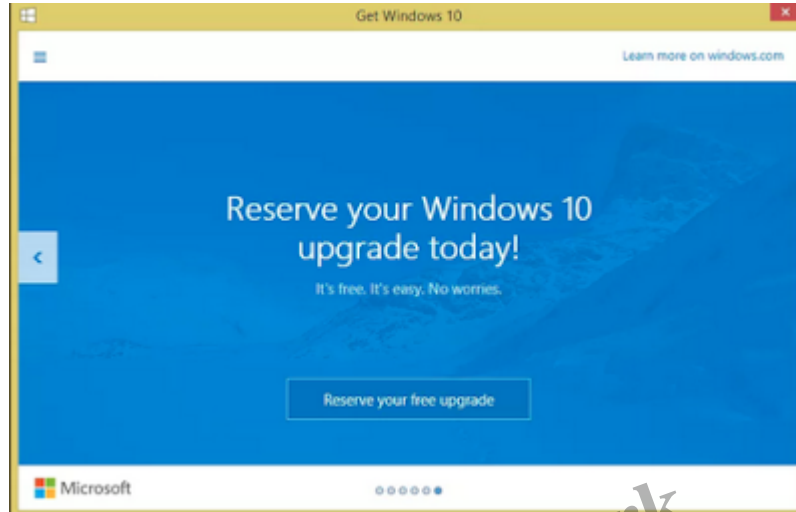 Get Windows 10
Learn more on windows.com
Reserve your Windows 10
upgrade today!
It's free. It's easy. No worries.
Reserve your free upgrade
Microsoft